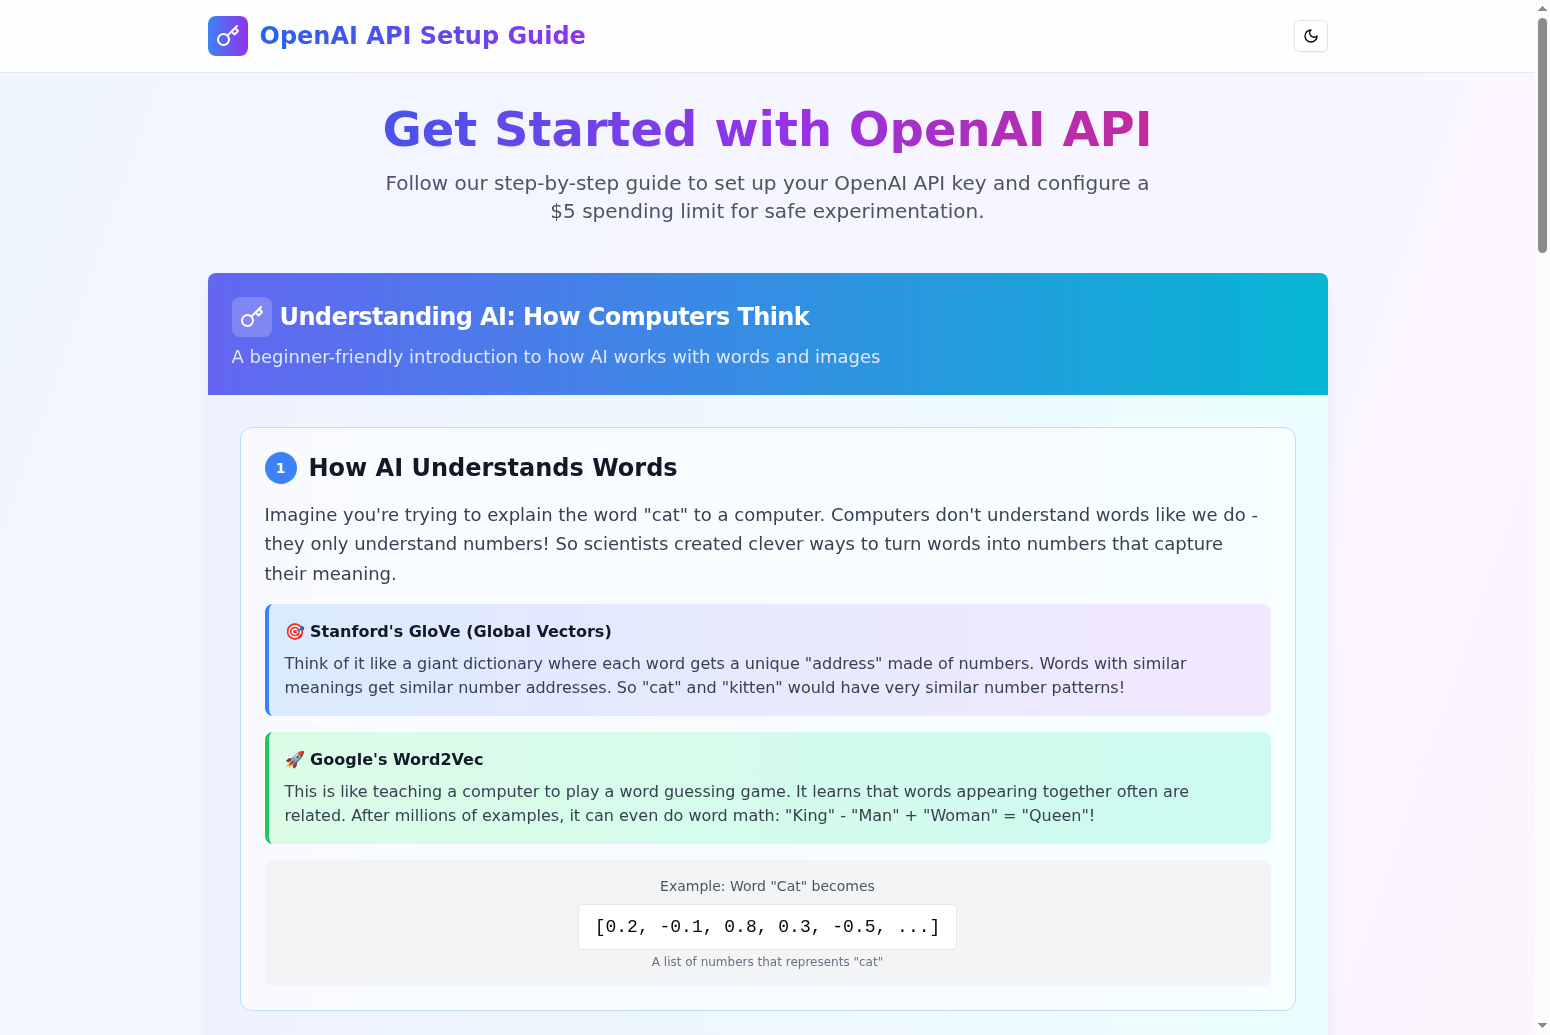 OpenAI API Setup Guide
Get Started with OpenAI API
Follow our step-by-step guide to set up your OpenAI API key and configure a
$5 spending limit for safe experimentation.
Understanding AI: How Computers Think
A beginner-friendly introduction to how AI works with words and images
1 How AI Understands Words
Imagine you're trying to explain the word "cat" to a computer. Computers don't understand words like we do -
they only understand numbers! So scientists created clever ways to turn words into numbers that capture
their meaning.
🎯 Stanford's GloVe (Global Vectors)
Think of it like a giant dictionary where each word gets a unique "address" made of numbers. Words with similar
meanings get similar number addresses. So "cat" and "kitten" would have very similar number patterns!
🚀 Google's Word2Vec
This is like teaching a computer to play a word guessing game. It learns that words appearing together often are
related. After millions of examples, it can even do word math: "King" - "Man" + "Woman" = "Queen"!
Example: Word "Cat" becomes
[0.2, -0.1, 0.8, 0.3, -0.5, ...]
A list of numbers that represents "cat"